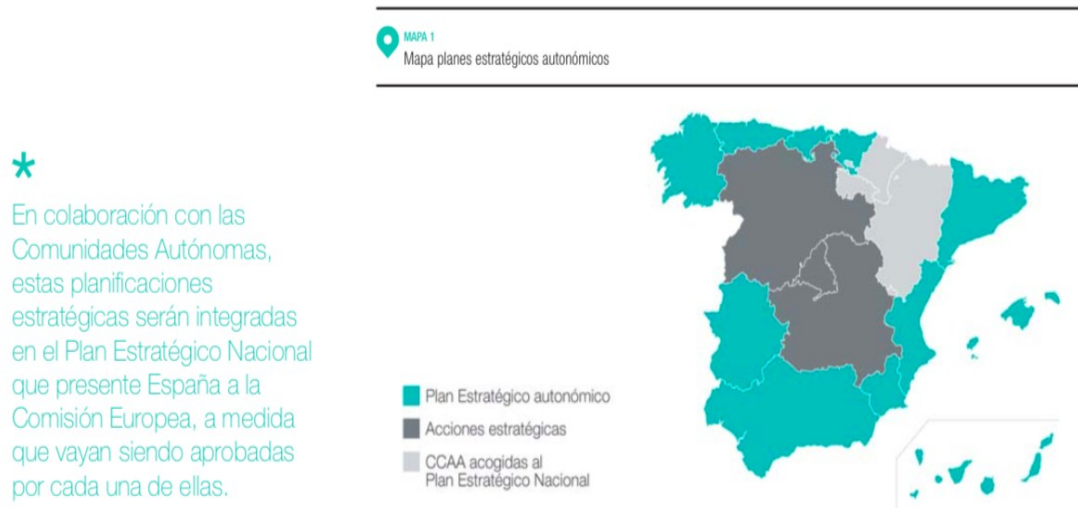 MAPA 1
Mapa planes estratégicos autonómicos
*
En colaboración con las
Comunidades Autónomas,
estas planificaciones
estratégicas serán integradas
en el Plan Estratégico Nacional
que presente España a la
Comisión Europea, a medida
que vayan siendo aprobadas
por cada una de ellas.
Plan Estratégico autonómico
Acciones estratégicas
CCAA acogidas al
Plan Estratégico Nacional